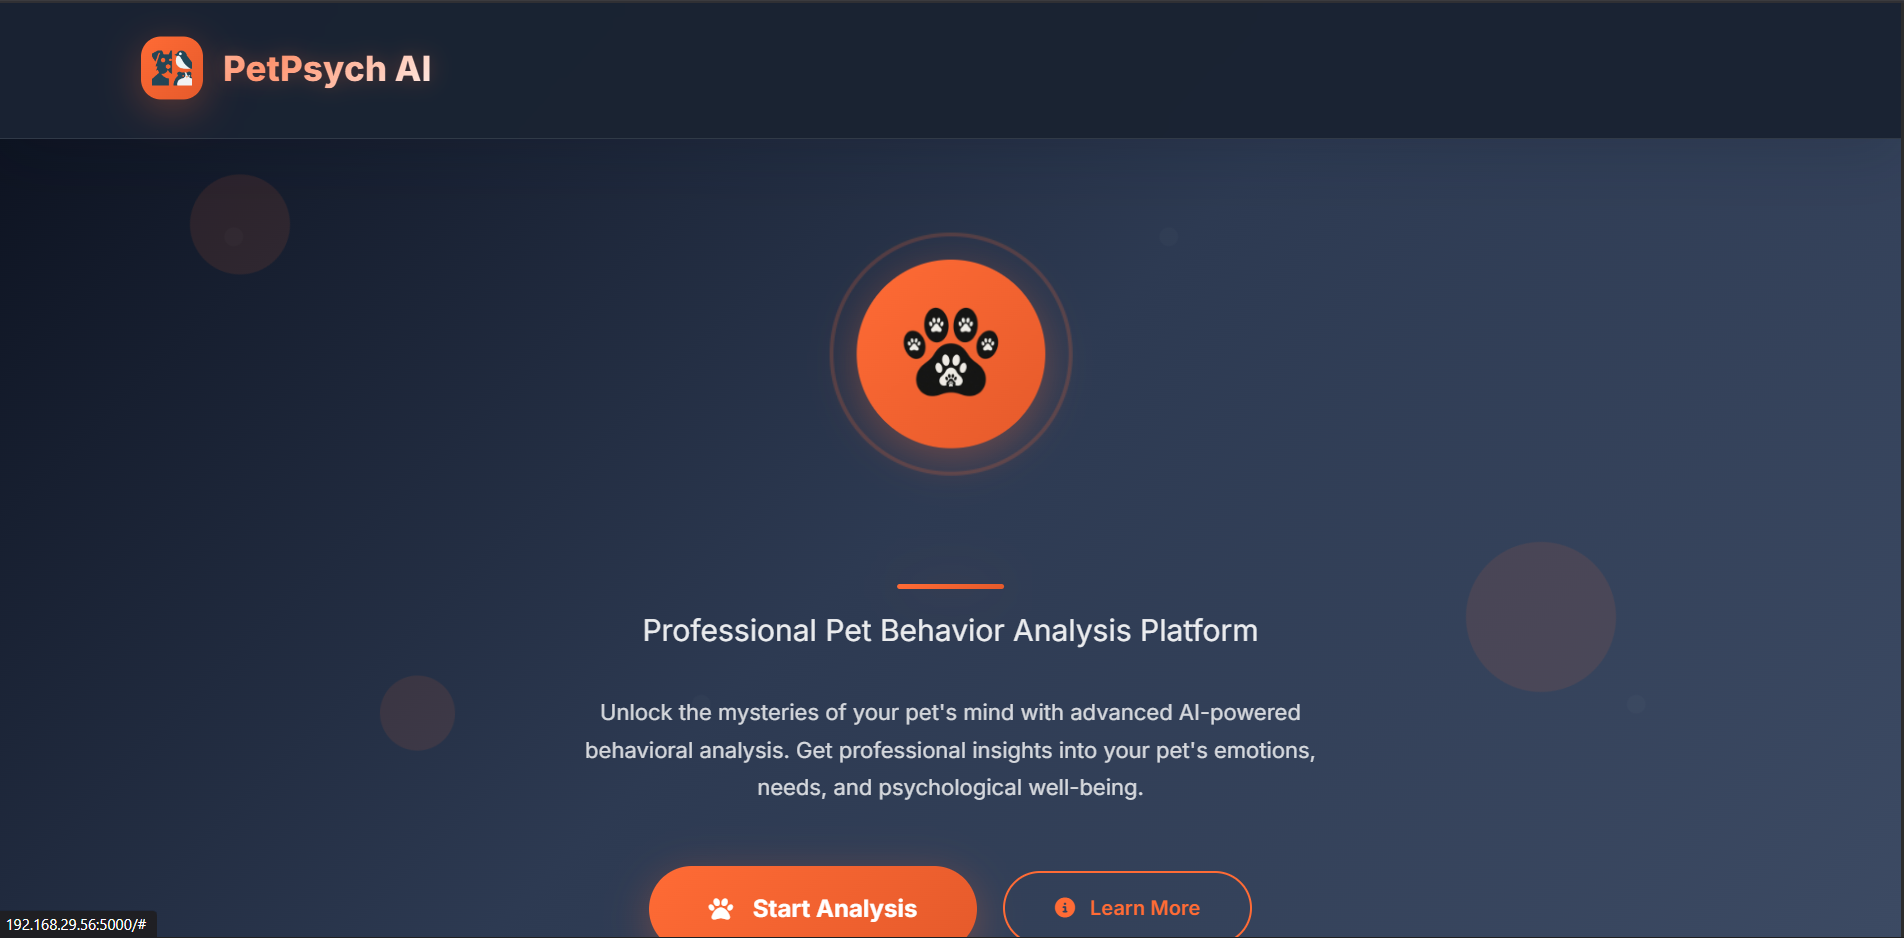 PetPsych AI
Professional Pet Behavior Analysis Platform
Unlock the mysteries of your pet's mind with advanced AI-powered
behavioral analysis. Get professional insights into your pet's emotions,
needs, and psychological well-being.
Start Analysis
Learn More
192.168.29.56:5000/#